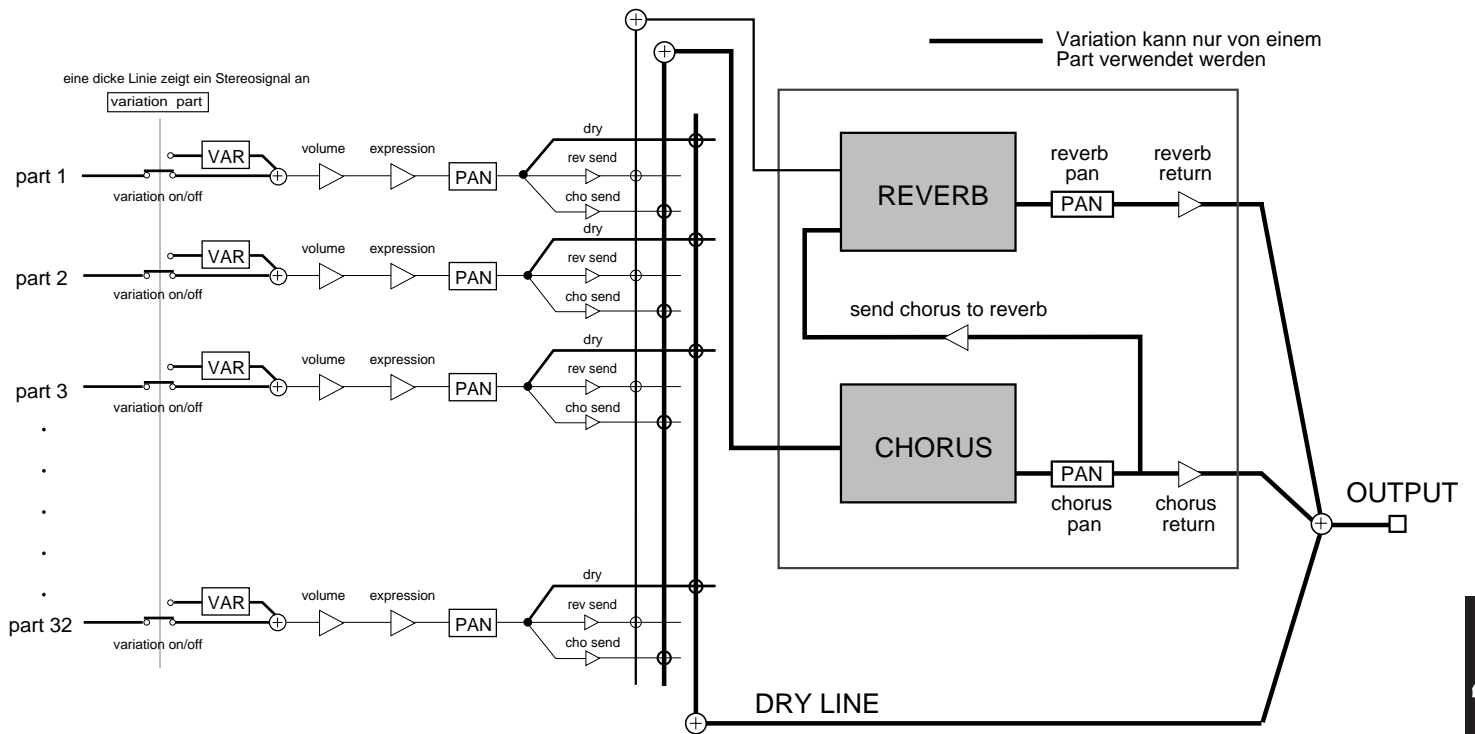 Variation kann nur von einem
Part verwendet werden
eine dicke Linie zeigt ein Stereosignal an
variation part
part 1
VAR
variation on/off
volume
expression
PAN
dry
rev send
cho send
part 2
VAR
variation on/off
volume
expression
PAN
dry
rev send
cho send
part 3
VAR
variation on/off
volume
expression
PAN
dry
rev send
cho send
part 32
VAR
variation on/off
volume
expression
PAN
dry
rev send
cho send
REVERB
reverb
pan
PAN
reverb
return
send chorus to reverb
CHORUS
PAN
chorus
pan
chorus
return
OUTPUT
DRY LINE